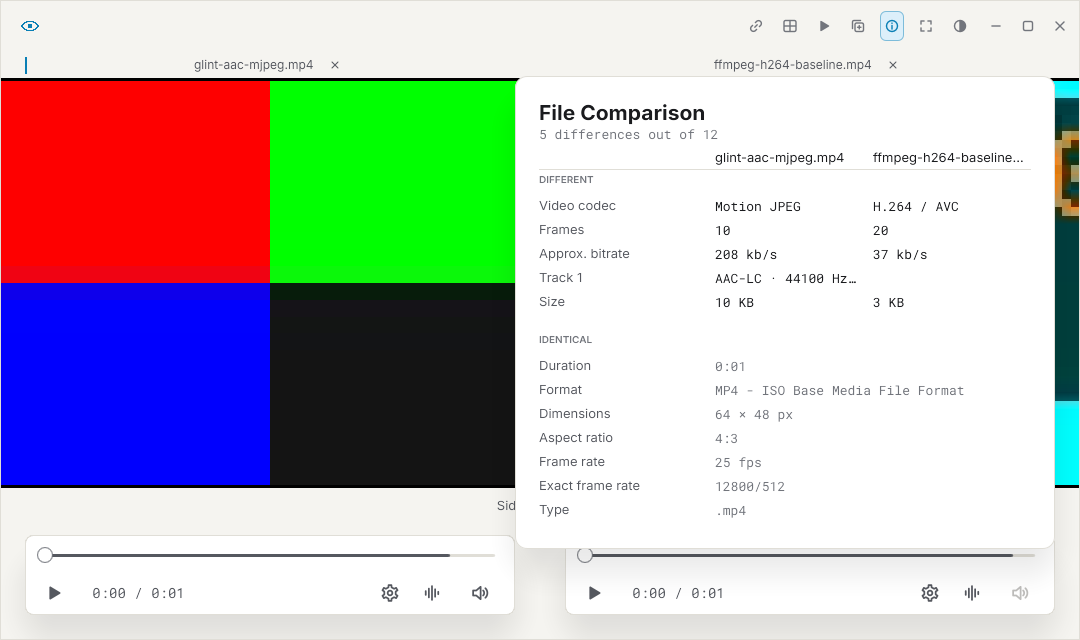 glint-aac-mjpeg.mp4 ×
ffmpeg-h264-baseline.mp4 ×
File Comparison
5 differences out of 12
glint-aac-mjpeg.mp4 ffmpeg-h264-baseline...
DIFFERENT
Video codec Motion JPEG H.264 / AVC
Frames 10 20
Approx. bitrate 208 kb/s 37 kb/s
Track 1 AAC-LC · 44100 Hz…
Size 10 KB 3 KB
IDENTICAL
Duration 0:01
Format MP4 - ISO Base Media File Format
Dimensions 64 × 48 px
Aspect ratio 4:3
Frame rate 25 fps
Exact frame rate 12800/512
Type .mp4
Sid
0:00 / 0:01
0:00 / 0:01